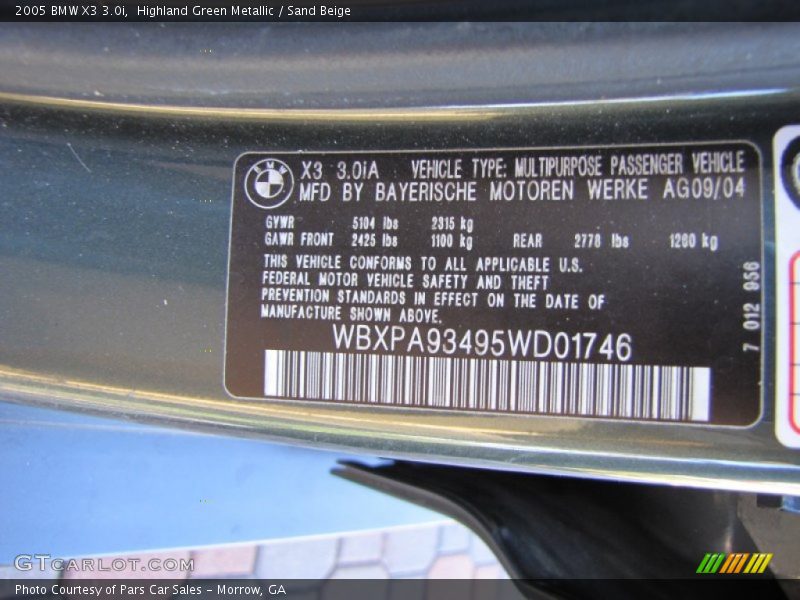 2005 BMW X3 3.0i,  Highland Green Metallic / Sand Beige
BMW
X3 3.0iA VEHICLE TYPE: MULTIPURPOSE PASSENGER VEHICLE
MFD BY BAYERISCHE MOTOREN WERKE AG09/04
GVWR 5104 lbs 2315 kg
GAWR FRONT 2425 lbs 1100 kg REAR 2778 lbs 1260 kg
THIS VEHICLE CONFORMS TO ALL APPLICABLE U.S.
FEDERAL MOTOR VEHICLE SAFETY AND THEFT
PREVENTION STANDARDS IN EFFECT ON THE DATE OF
MANUFACTURE SHOWN ABOVE.
WBXPA93495WD01746
7 012 056
GTCARLOT.COM
Photo Courtesy of Pars Car Sales - Morrow, GA